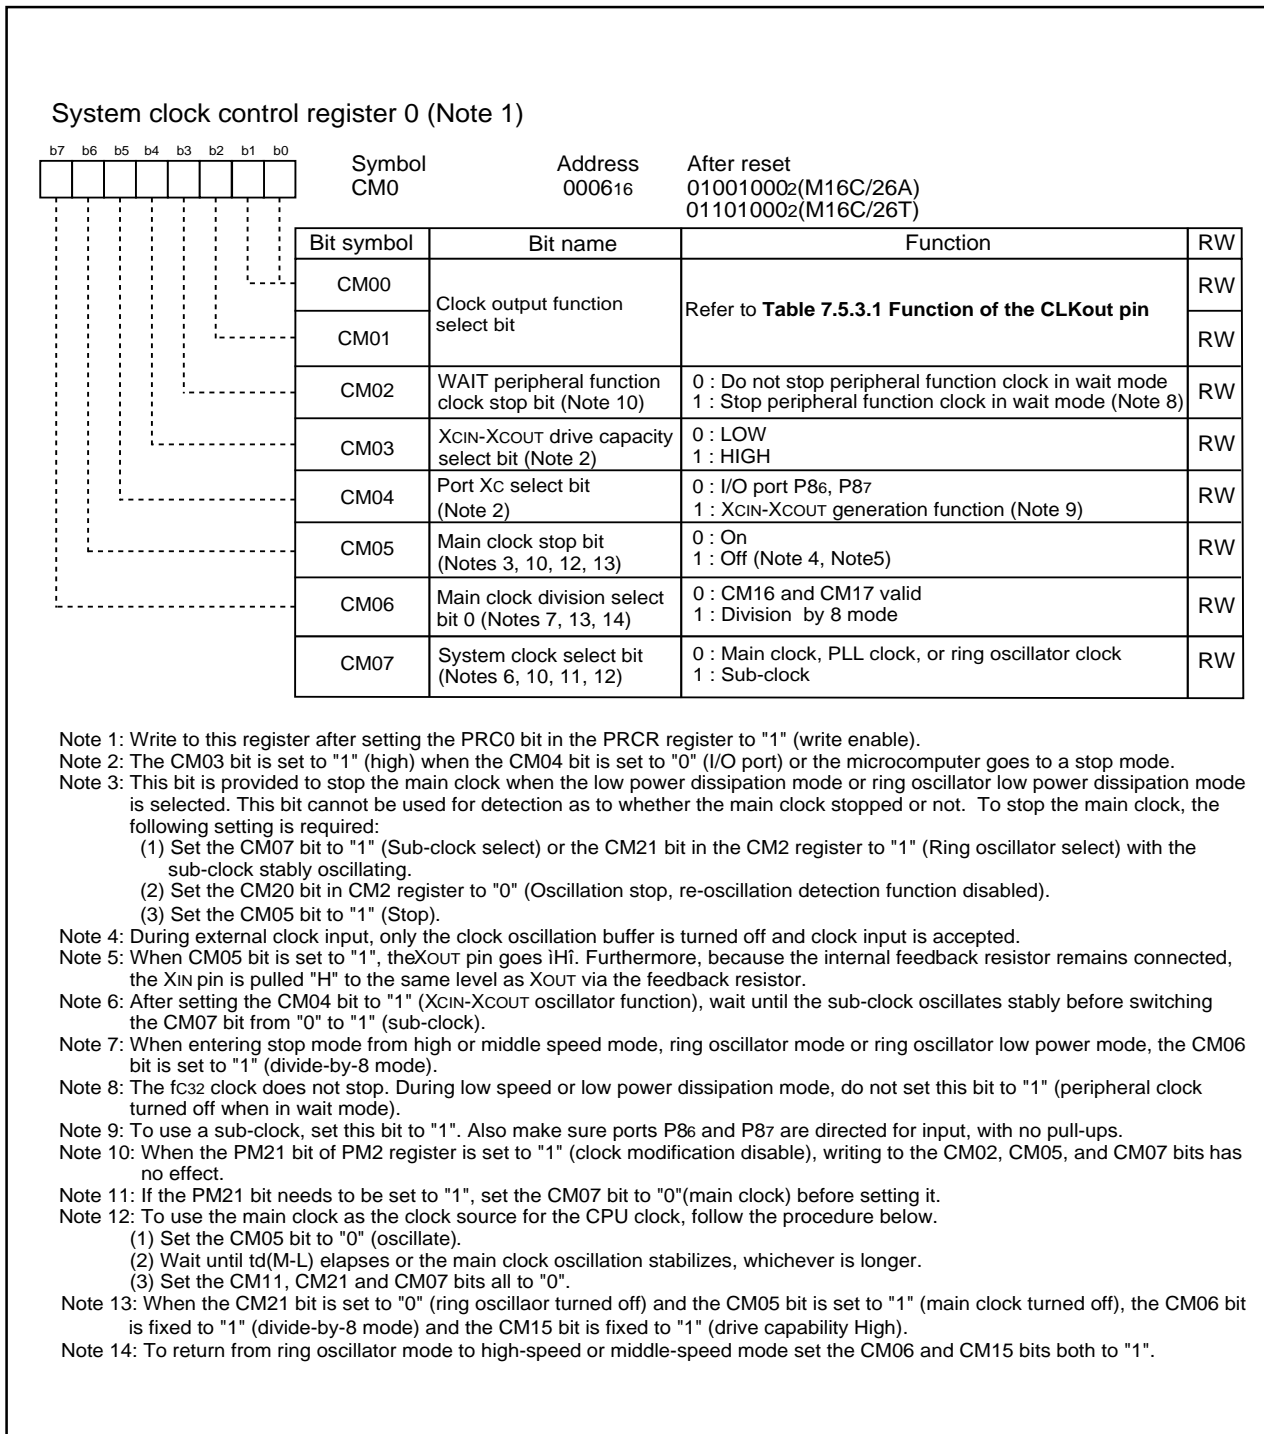 System clock control register 0 (Note 1)
b7 b6 b5 b4 b3 b2 b1 b0
Symbol Address After reset
CM0 000616 010010002(M16C/26A)
011010002(M16C/26T)
Bit symbol Bit name Function RW
CM00 Clock output function select bit Refer to Table 7.5.3.1 Function of the CLKout pin RW
CM01 RW
CM02 WAIT peripheral function 0 : Do not stop peripheral function clock in wait mode RW
clock stop bit (Note 10) 1 : Stop peripheral function clock in wait mode (Note 8)
CM03 XCIN-XCOUT drive capacity 0 : LOW RW
select bit (Note 2) 1 : HIGH
CM04 Port XC select bit 0 : I/O port P86, P87 RW
(Note 2) 1 : XCIN-XCOUT generation function (Note 9)
CM05 Main clock stop bit 0 : On RW
(Notes 3, 10, 12, 13) 1 : Off (Note 4, Note5)
CM06 Main clock division select 0 : CM16 and CM17 valid RW
bit 0 (Notes 7, 13, 14) 1 : Division by 8 mode
CM07 System clock select bit 0 : Main clock, PLL clock, or ring oscillator clock RW
(Notes 6, 10, 11, 12) 1 : Sub-clock
Note 1: Write to this register after setting the PRC0 bit in the PRCR register to "1" (write enable).
Note 2: The CM03 bit is set to "1" (high) when the CM04 bit is set to "0" (I/O port) or the microcomputer goes to a stop mode.
Note 3: This bit is provided to stop the main clock when the low power dissipation mode or ring oscillator low power dissipation mode
is selected. This bit cannot be used for detection as to whether the main clock stopped or not. To stop the main clock, the
following setting is required:
(1) Set the CM07 bit to "1" (Sub-clock select) or the CM21 bit in the CM2 register to "1" (Ring oscillator select) with the
sub-clock stably oscillating.
(2) Set the CM20 bit in CM2 register to "0" (Oscillation stop, re-oscillation detection function disabled).
(3) Set the CM05 bit to "1" (Stop).
Note 4: During external clock input, only the clock oscillation buffer is turned off and clock input is accepted.
Note 5: When CM05 bit is set to "1", theXOUT pin goes ìHî. Furthermore, because the internal feedback resistor remains connected,
the XIN pin is pulled "H" to the same level as XOUT via the feedback resistor.
Note 6: After setting the CM04 bit to "1" (XCIN-XCOUT oscillator function), wait until the sub-clock oscillates stably before switching
the CM07 bit from "0" to "1" (sub-clock).
Note 7: When entering stop mode from high or middle speed mode, ring oscillator mode or ring oscillator low power mode, the CM06
bit is set to "1" (divide-by-8 mode).
Note 8: The fC32 clock does not stop. During low speed or low power dissipation mode, do not set this bit to "1" (peripheral clock
turned off when in wait mode).
Note 9: To use a sub-clock, set this bit to "1". Also make sure ports P86 and P87 are directed for input, with no pull-ups.
Note 10: When the PM21 bit of PM2 register is set to "1" (clock modification disable), writing to the CM02, CM05, and CM07 bits has
no effect.
Note 11: If the PM21 bit needs to be set to "1", set the CM07 bit to "0"(main clock) before setting it.
Note 12: To use the main clock as the clock source for the CPU clock, follow the procedure below.
(1) Set the CM05 bit to "0" (oscillate).
(2) Wait until td(M-L) elapses or the main clock oscillation stabilizes, whichever is longer.
(3) Set the CM11, CM21 and CM07 bits all to "0".
Note 13: When the CM21 bit is set to "0" (ring oscillaor turned off) and the CM05 bit is set to "1" (main clock turned off), the CM06 bit
is fixed to "1" (divide-by-8 mode) and the CM15 bit is fixed to "1" (drive capability High).
Note 14: To return from ring oscillator mode to high-speed or middle-speed mode set the CM06 and CM15 bits both to "1".